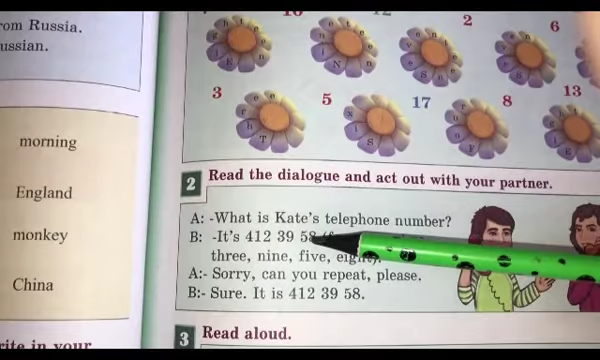 rom Russia.
ussian.
10
12
2
6
3
5
17
8
13
morning
England
monkey
China
2 Read the dialogue and act out with your partner.
A: -What is Kate's telephone number?
B: -It's 412 39 58
three, nine, five, eight).
A:- Sorry, can you repeat, please.
B:- Sure. It is 412 39 58.
3 Read aloud.
rite in your